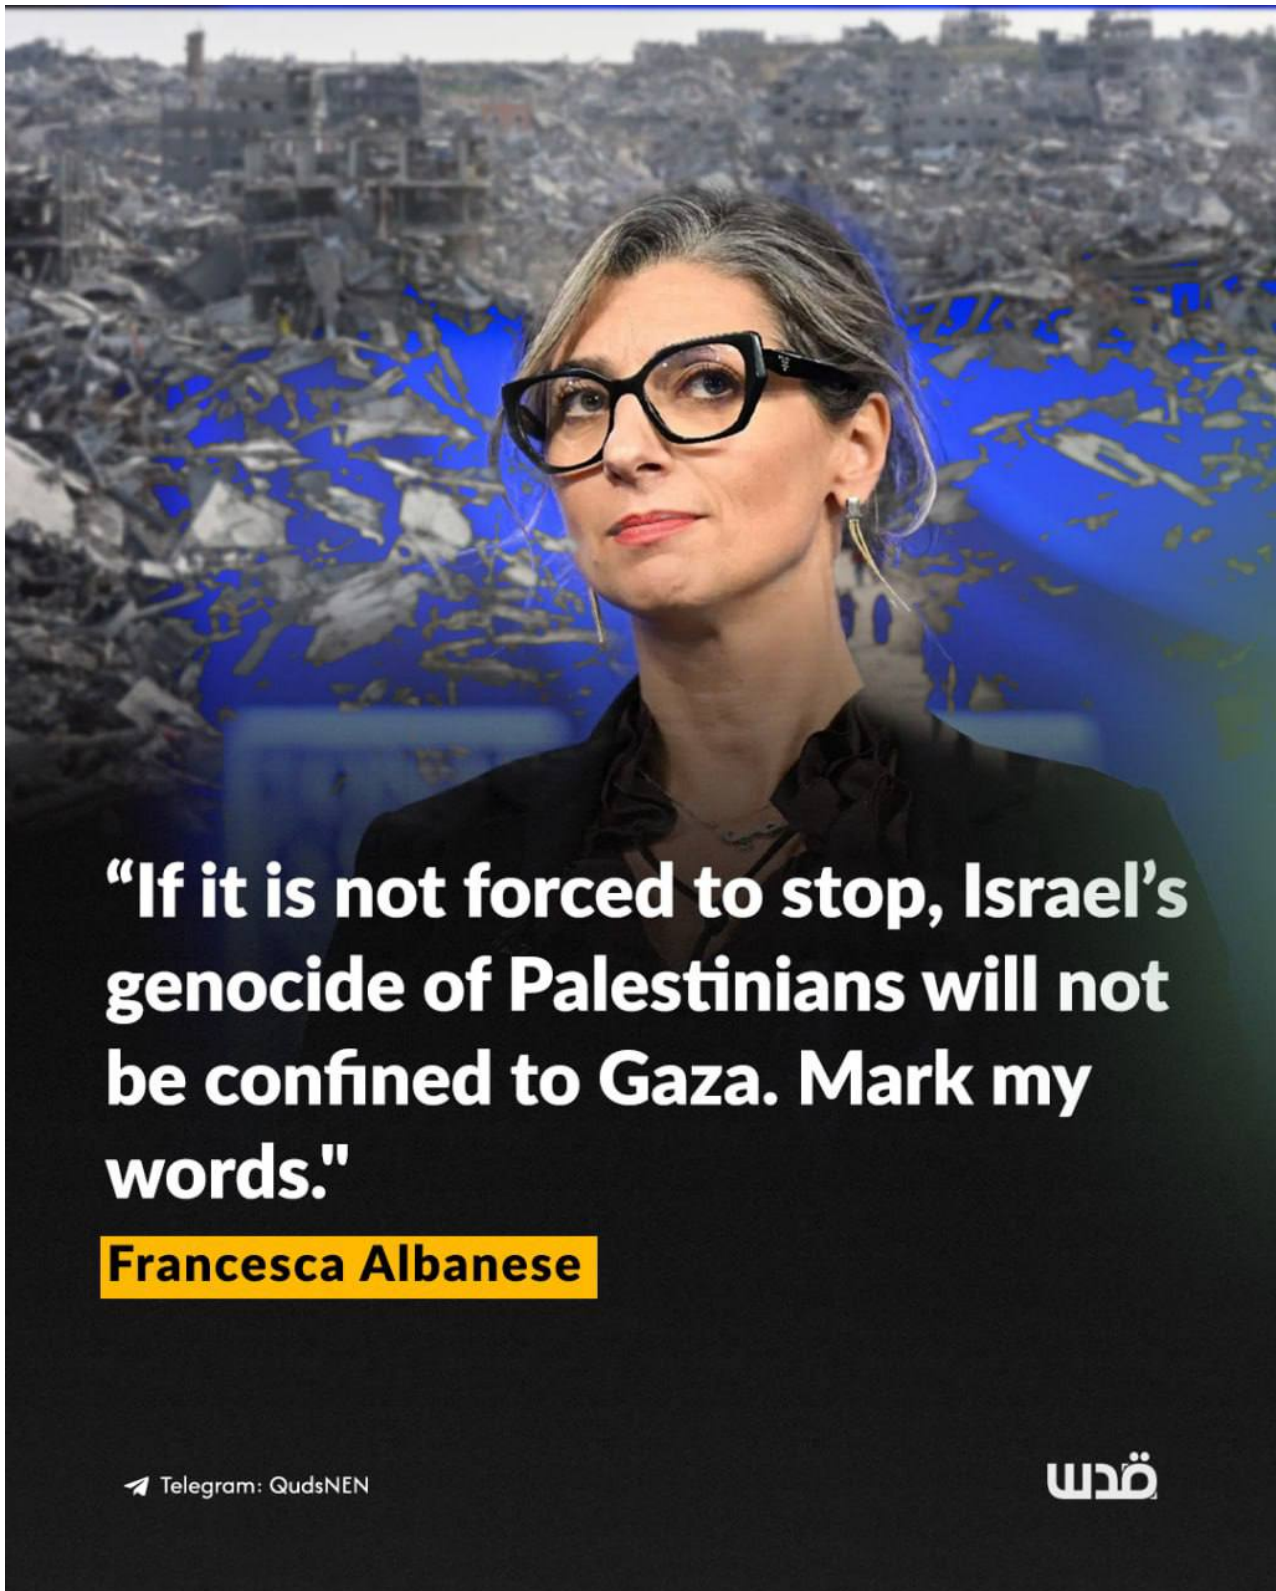 “If it is not forced to stop, Israel’s
genocide of Palestinians will not
be confined to Gaza. Mark my
words."
Francesca Albanese
Telegram: QudsNEN
قدس